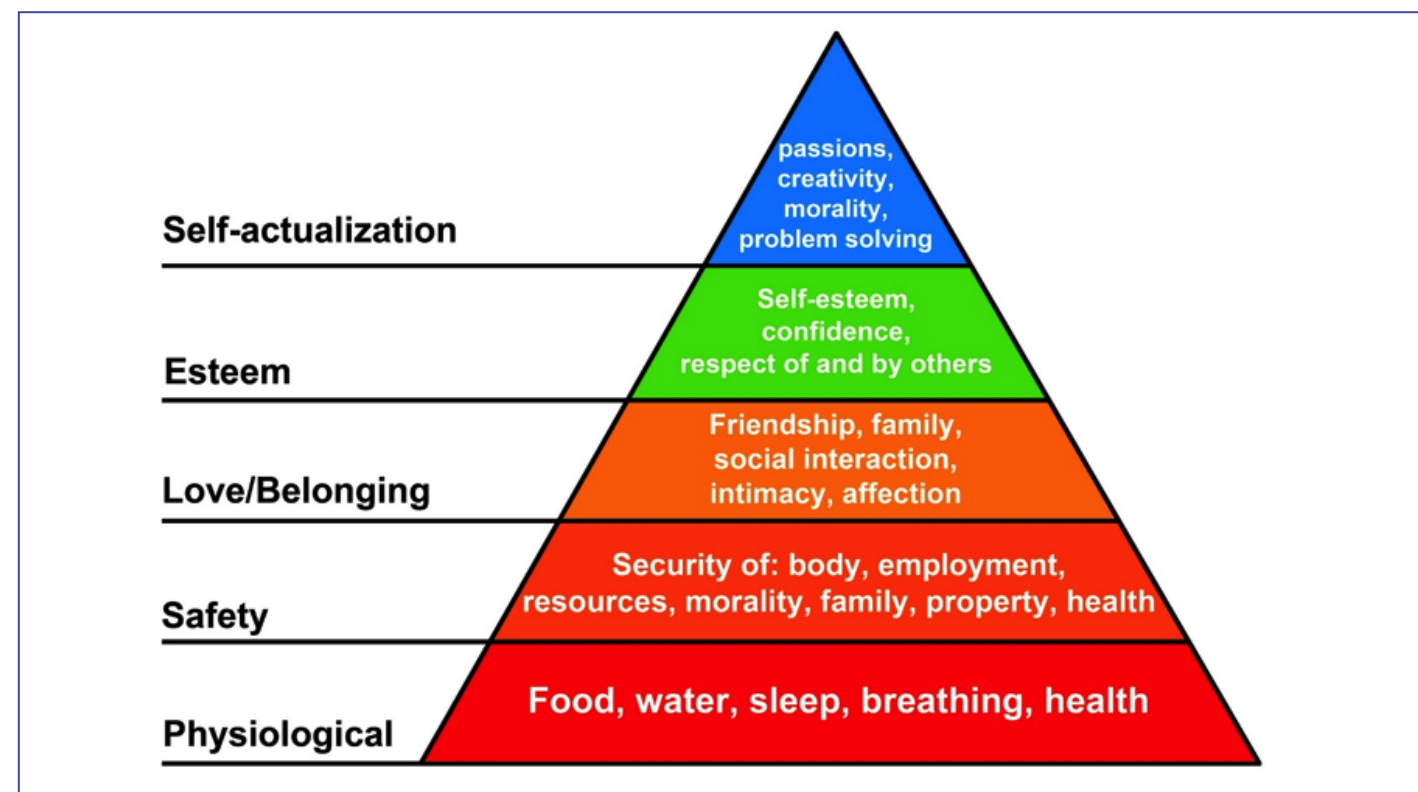 passions,
creativity,
morality,
problem solving
Self-actualization
Self-esteem,
confidence,
respect of and by others
Esteem
Friendship, family,
social interaction,
intimacy, affection
Love/Belonging
Security of: body, employment,
resources, morality, family, property, health
Safety
Food, water, sleep, breathing, health
Physiological